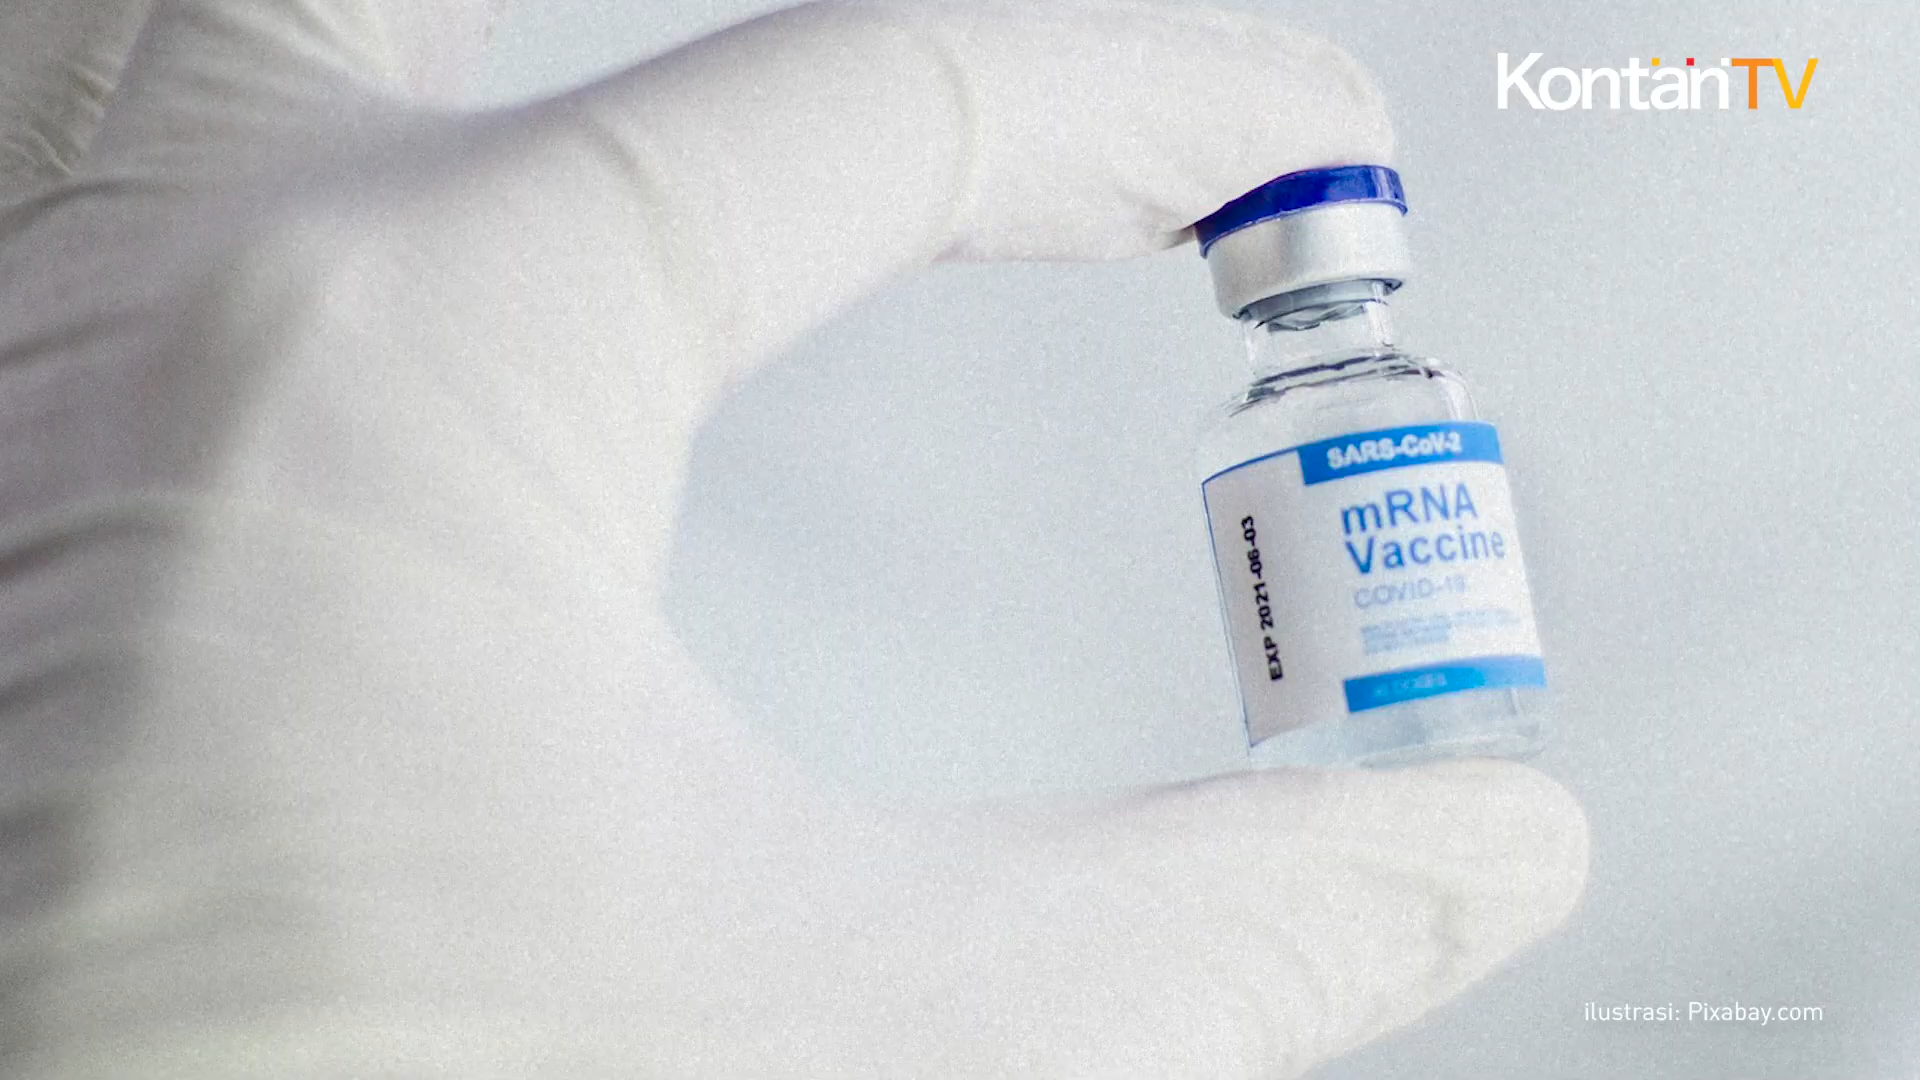 KontanTV
SARS-CoV-2
mRNA
Vaccine
COVID-19
EXP 2021-06-03
ilustrasi: Pixabay.com